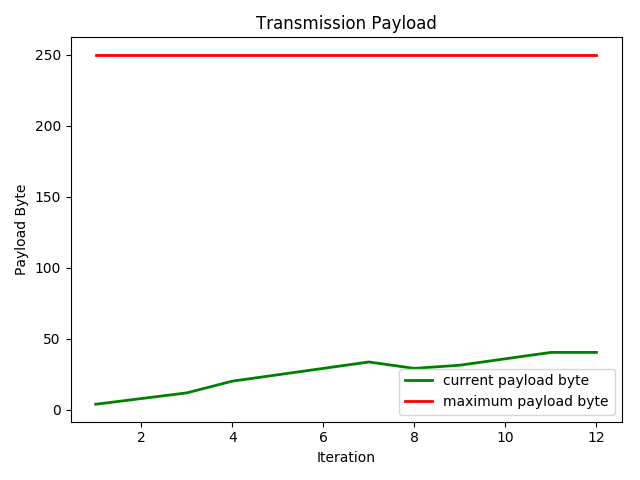 Transmission Payload
250
200
150
100
50
0
Payload Byte
current payload byte
maximum payload byte
2 4 6 8 10 12
Iteration